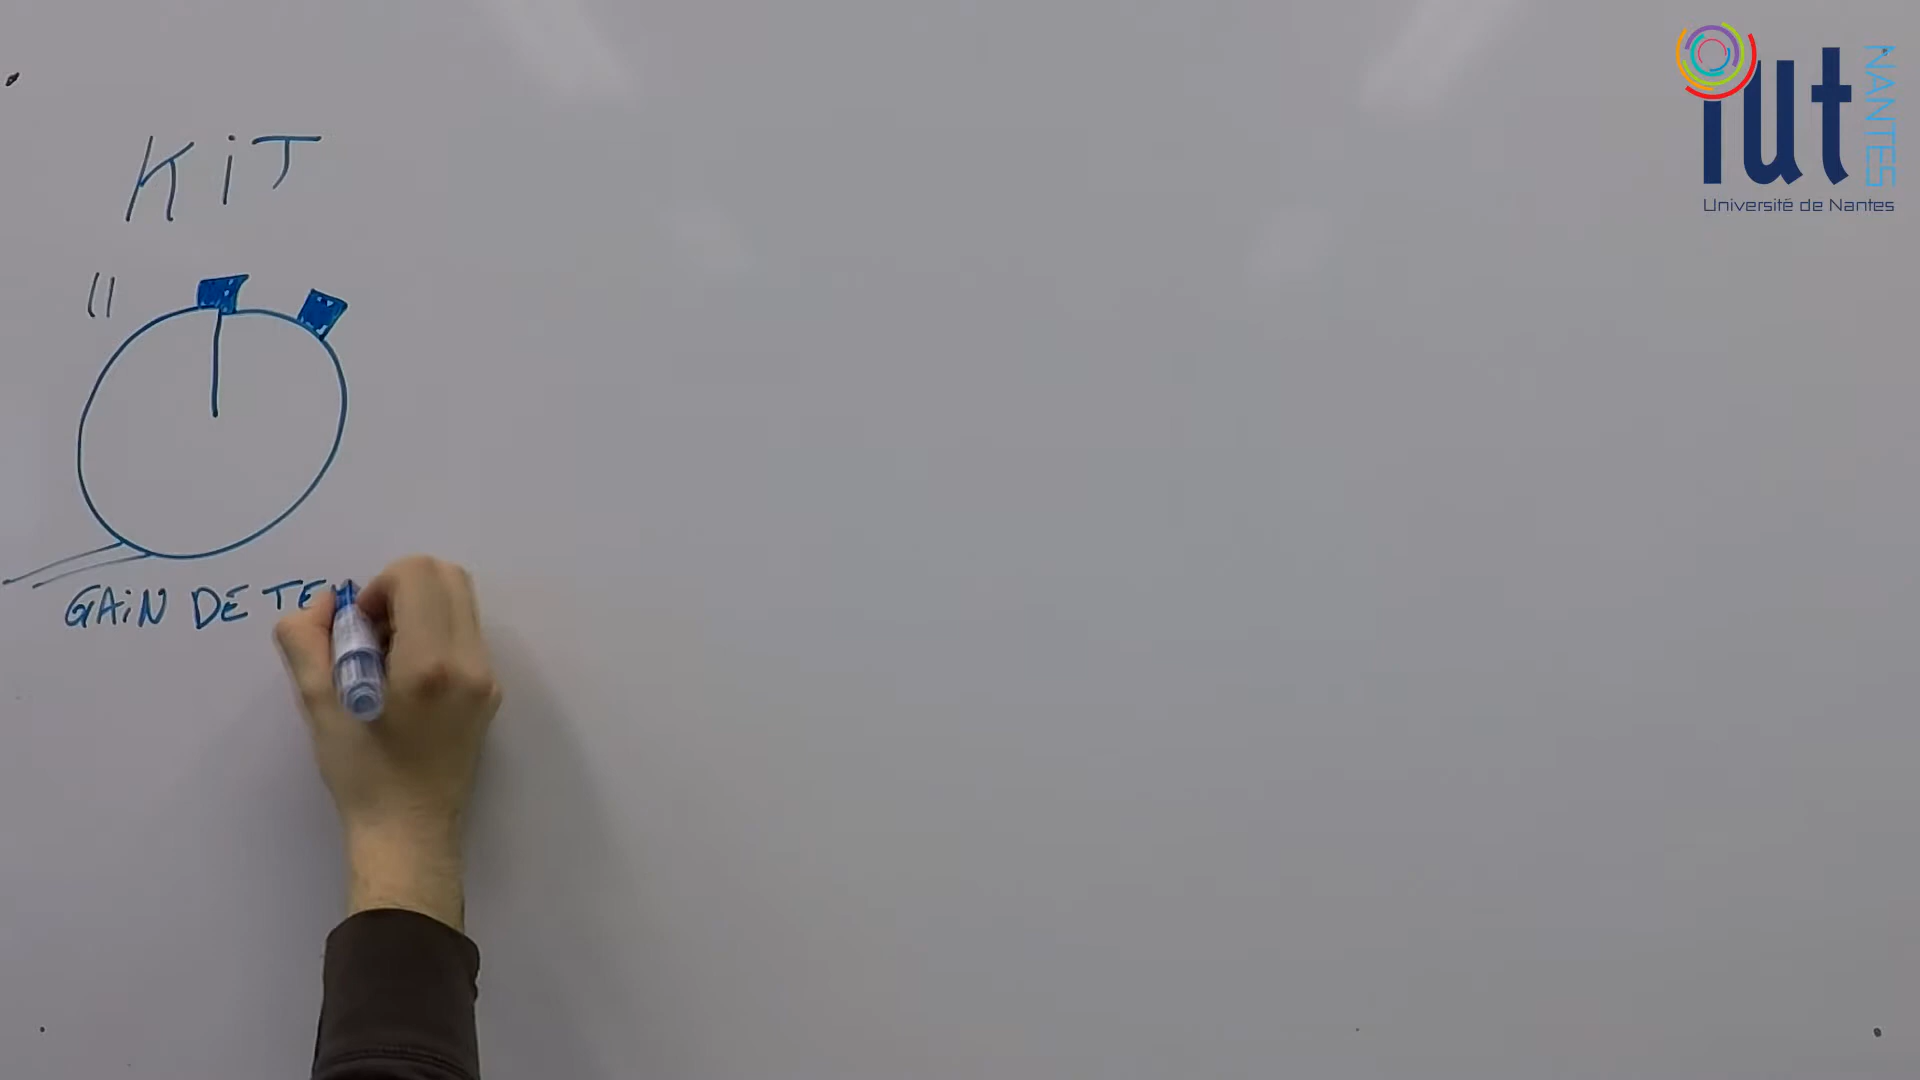 KiT
GAiN DE TEM
iut
NANTES
Université de Nantes